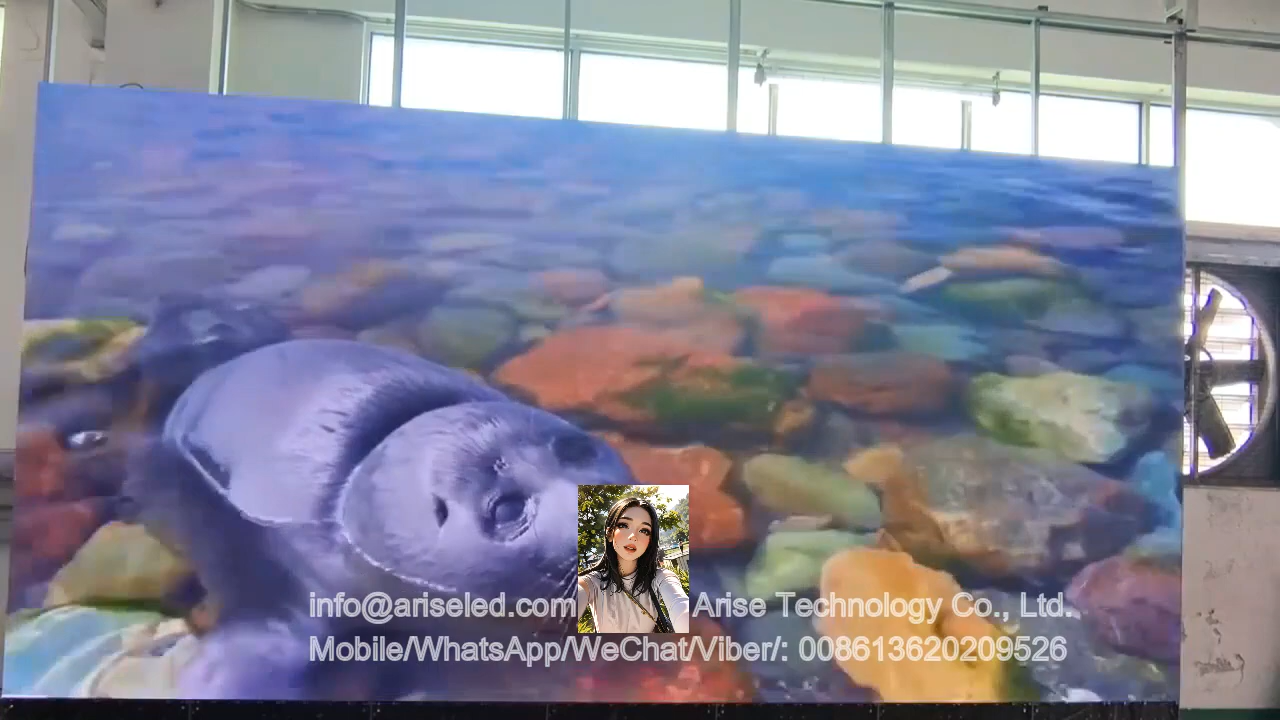 info@ariseled.com Arise Technology Co., Ltd.
Mobile/WhatsApp/WeChat/Viber/: 008613620209526